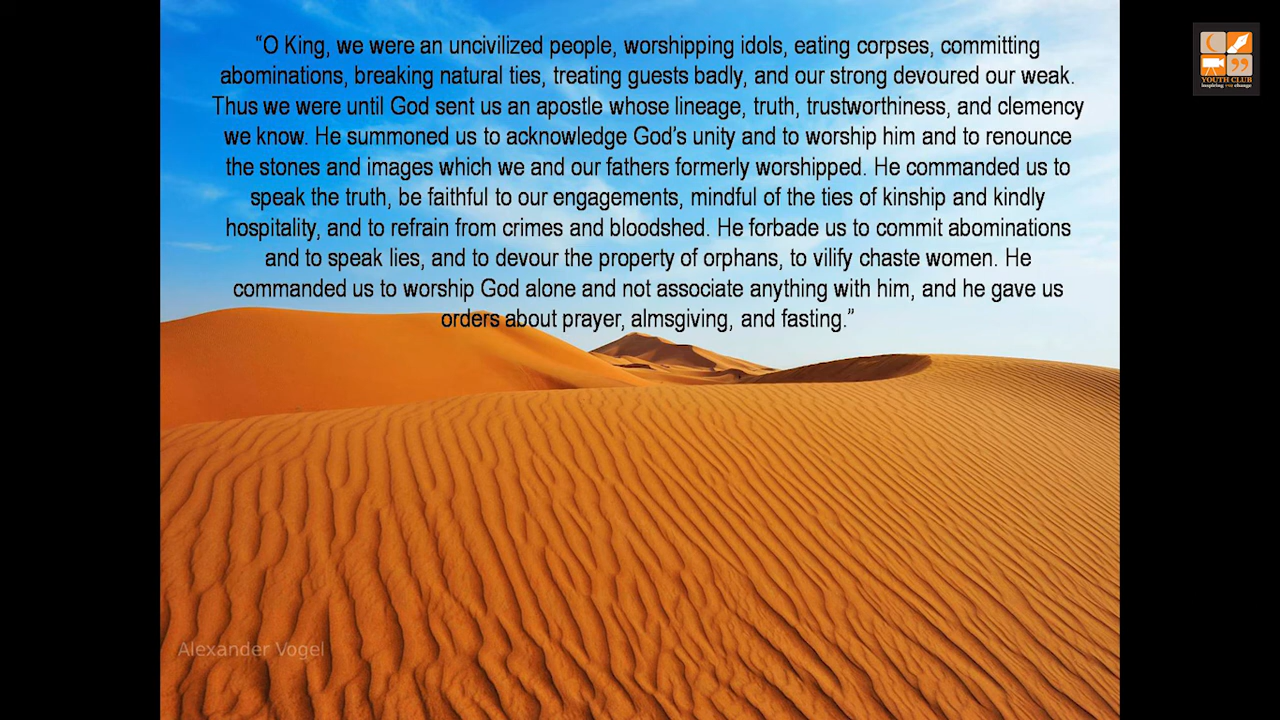 “O King, we were an uncivilized people, worshipping idols, eating corpses, committing
abominations, breaking natural ties, treating guests badly, and our strong devoured our weak.
Thus we were until God sent us an apostle whose lineage, truth, trustworthiness, and clemency
we know. He summoned us to acknowledge God’s unity and to worship him and to renounce
the stones and images which we and our fathers formerly worshipped. He commanded us to
speak the truth, be faithful to our engagements, mindful of the ties of kinship and kindly
hospitality, and to refrain from crimes and bloodshed. He forbade us to commit abominations
and to speak lies, and to devour the property of orphans, to vilify chaste women. He
commanded us to worship God alone and not associate anything with him, and he gave us
orders about prayer, almsgiving, and fasting.”
YOUTH CLUB
inspiring the change
Alexander Vogel